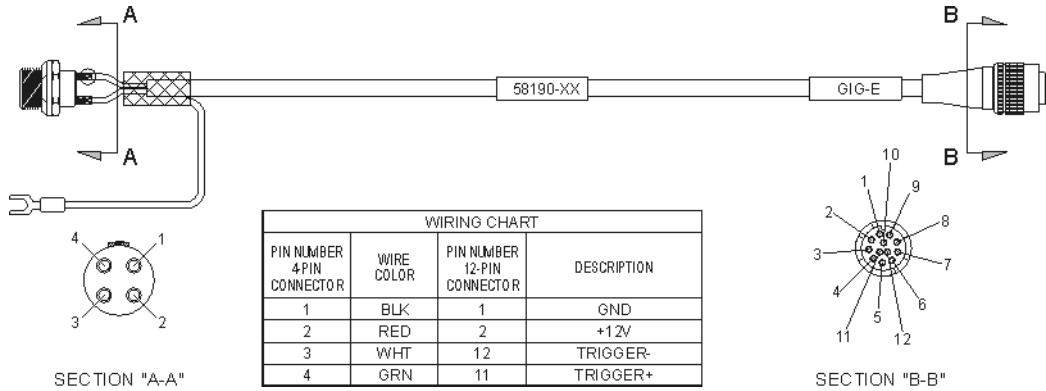 A
B
58190-XX
GIG-E
A
B
10
1
9
4
1
2
8
3
7
4
6
3
2
5
11
12
WIRING CHART
PIN NUMBER 4 PIN CONNECTOR
WIRE COLOR
PIN NUMBER 12-PIN CONNECTOR
DESCRIPTION
1 BLK 1 GND
2 RED 2 +12V
3 WHT 12 TRIGGER-
4 GRN 11 TRIGGER+
SECTION "A-A"
SECTION "B-B"